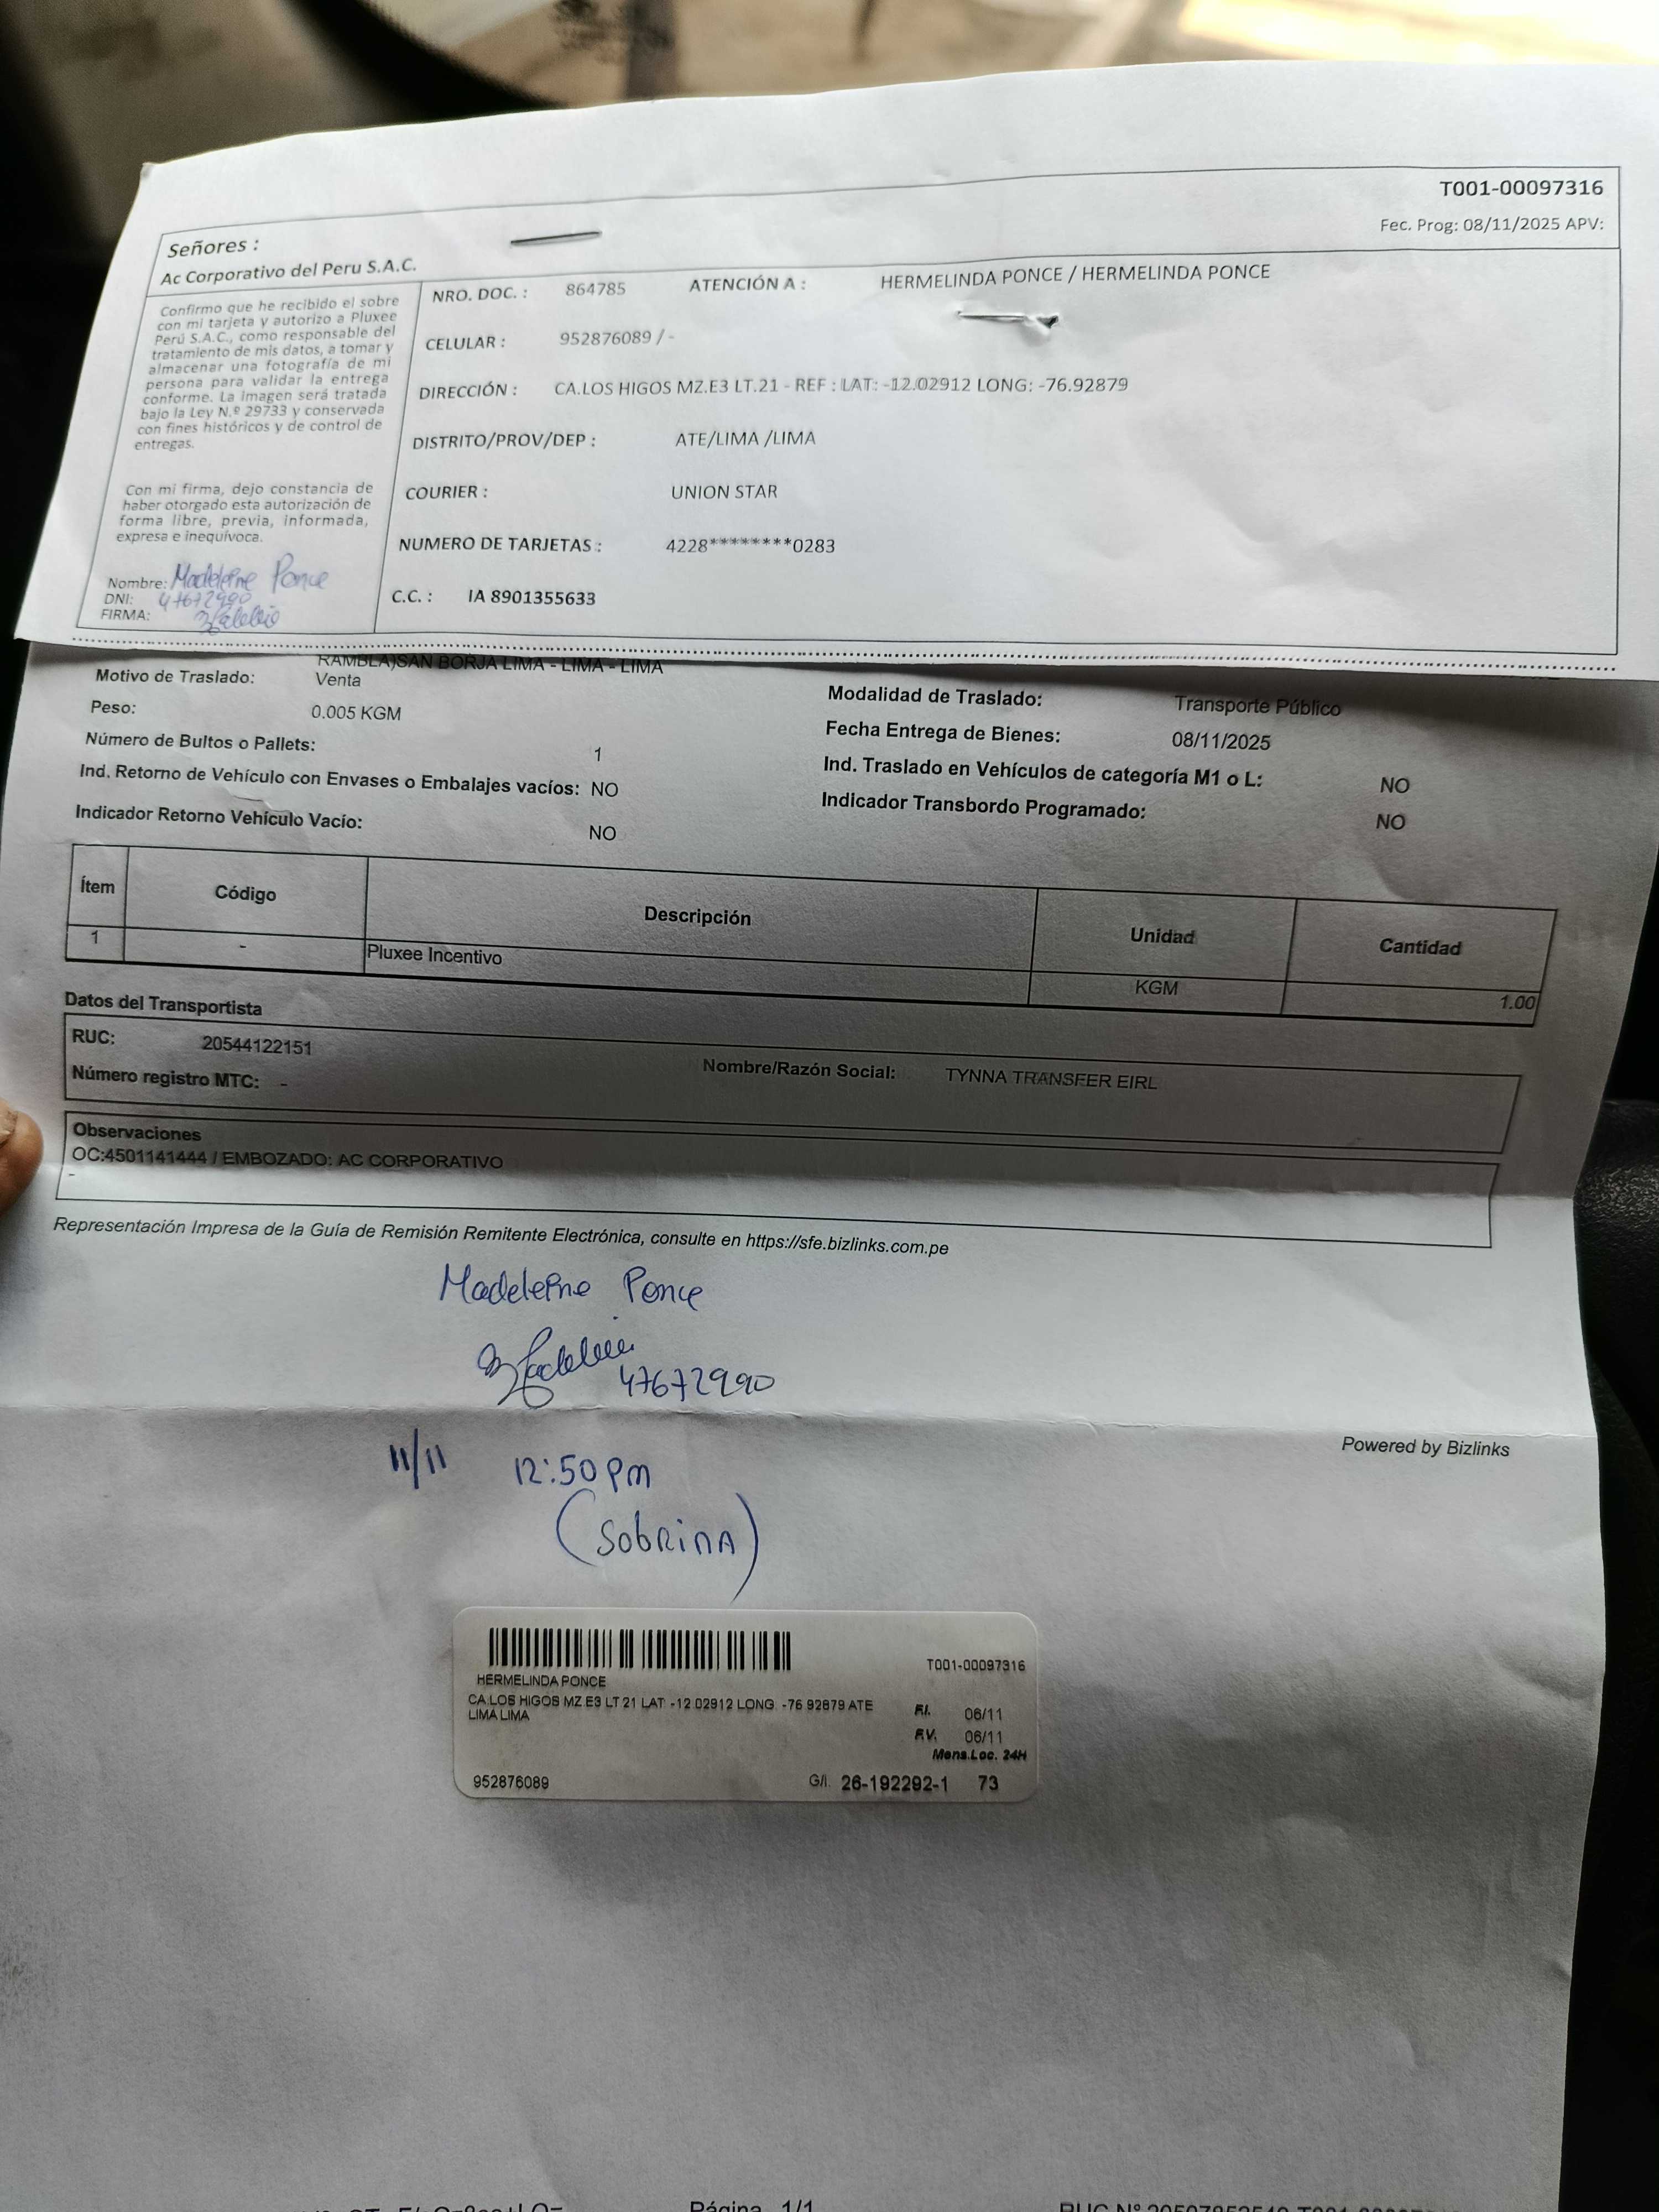 T001-00097316
Fec. Prog: 08/11/2025 APV:
Señores :
Ac Corporativo del Peru S.A.C.
Confirmo que he recibido el sobre
con mi tarjeta y autorizo a Pluxee
Perú S.A.C., como responsable del
tratamiento de mis datos, a tomar y
almacenar una fotografía de mi
persona para validar la entrega
conforme. La imagen será tratada
bajo la Ley N.º 29733 y conservada
con fines históricos y de control de
entregas.
Con mi firma, dejo constancia de
haber otorgado esta autorización de
forma libre, previa, informada,
expresa e inequívoca.
Nombre: Madeleine Ponce
DNI: 47672990
FIRMA:
NRO. DOC. : 864785 ATENCIÓN A : HERMELINDA PONCE / HERMELINDA PONCE
CELULAR : 952876089 / -
DIRECCIÓN : CA.LOS HIGOS MZ.E3 LT.21 - REF : LAT: -12.02912 LONG: -76.92879
DISTRITO/PROV/DEP : ATE/LIMA /LIMA
COURIER : UNION STAR
NUMERO DE TARJETAS : 4228********0283
C.C. : IA 8901355633
RAMBLA)SAN BORJA LIMA - LIMA - LIMA
Motivo de Traslado: Venta Modalidad de Traslado: Transporte Público
Peso: 0.005 KGM Fecha Entrega de Bienes: 08/11/2025
Número de Bultos o Pallets: 1 Ind. Traslado en Vehículos de categoría M1 o L: NO
Ind. Retorno de Vehículo con Envases o Embalajes vacíos: NO Indicador Transbordo Programado: NO
Indicador Retorno Vehículo Vacío: NO
Ítem Código Descripción Unidad Cantidad
1 - Pluxee Incentivo KGM 1.00
Datos del Transportista
RUC: 20544122151 Nombre/Razón Social: TYNNA TRANSFER EIRL
Número registro MTC: -
Observaciones
OC:4501141444 / EMBOZADO: AC CORPORATIVO
-
Representación Impresa de la Guía de Remisión Remitente Electrónica, consulte en https://sfe.bizlinks.com.pe
Madeleine Ponce
47672990
Powered by Bizlinks
11/11 12:50 pm
(SOBRINA)
T001-00097316
HERMELINDA PONCE
CA.LOS HIGOS MZ E3 LT 21 LAT: -12 02912 LONG -76 92879 ATE
LIMA LIMA
F.I. 06/11
F.V. 06/11
Mens.Loc. 24H
952876089 G/I. 26-192292-1 73
Página 1/1